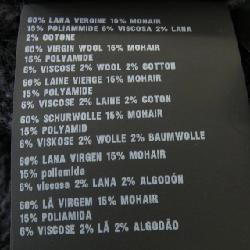 60% LANA VERGINE 15% MOHAIR
15% POLIAMMIDE 6% VISCOSA 2% LANA
2% COTONE
60% VIRGIN WOOL 15% MOHAIR
15% POLYAMIDE
6% VISCOSE 2% WOOL 2% COTTON
60% LAINE VIERGE 15% MOHAIR
15% POLYAMIDE
6% VISCOSE 2% LAINE 2% COTON
60% SCHURWOLLE 15% MOHAIR
15% POLYAMID
6% VISKOSE 2% WOLLE 2% BAUMWOLLE
60% LANA VIRGEN 15% MOHAIR
15% poliamida
6% viscosa 2% LANA 2% ALGODÓN
60% LÃ VIRGEM 15% MOHAIR
15% POLIAMIDA
6% VISCOSE 2% LÃ 2% ALGODÃO